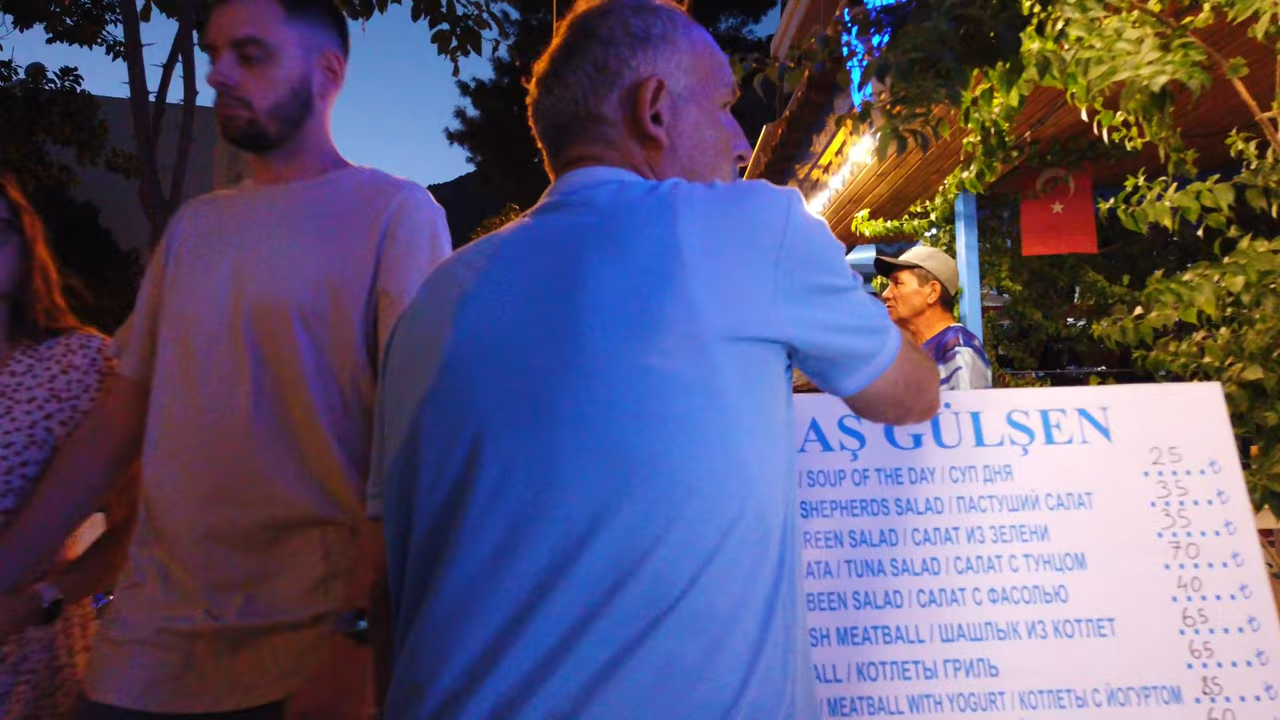 AŞ GÜLŞEN
/ SOUP OF THE DAY / СУП ДНЯ 25
SHEPHERDS SALAD / ПАСТУШИЙ САЛАТ 35
REEN SALAD / САЛАТ ИЗ ЗЕЛЕНИ 35
ATA / TUNA SALAD / САЛАТ С ТУНЦОМ 70
BEEN SALAD / САЛАТ С ФАСОЛЬЮ 40
SH MEATBALL / ШАШЛЫК ИЗ КОТЛЕТ 65
ALL / КОТЛЕТЫ ГРИЛЬ 65
/ MEATBALL WITH YOGURT / КОТЛЕТЫ С ЙОГУРТОМ 85